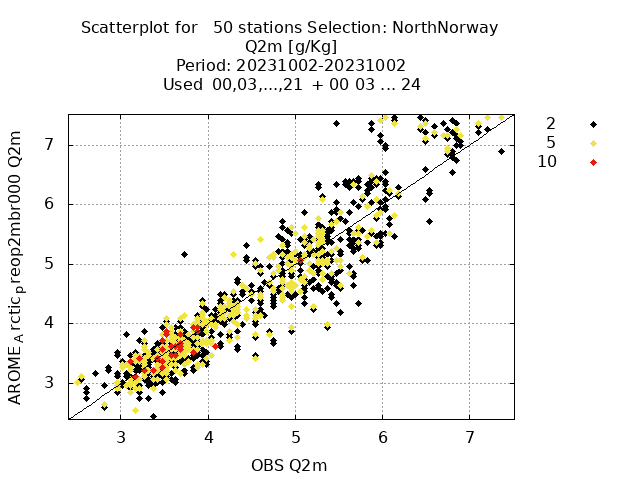 Scatterplot for 50 stations Selection: NorthNorway
Q2m [g/Kg]
Period: 20231002-20231002
Used 00,03,...,21 + 00 03 ... 24
2
5
10
7
6
5
4
3
3 4 5 6 7
AROME_Arctic_preop2mbr000 Q2m
OBS Q2m